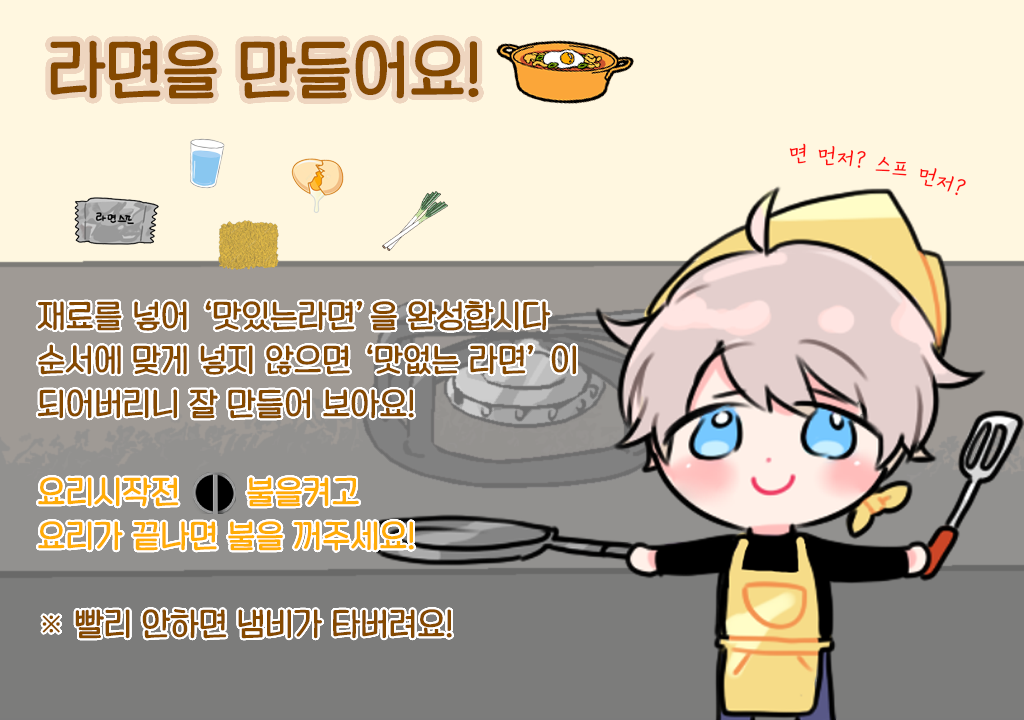 라면을 만들어요!
면 먼저? 스프 먼저?
라면스프
재료를 넣어 ‘맛있는라면’을 완성합시다
순서에 맞게 넣지 않으면 ‘맛없는 라면’ 이
되어버리니 잘 만들어 보아요!
요리시작전 불을켜고
요리가 끝나면 불을 꺼주세요!
※ 빨리 안하면 냄비가 타버려요!